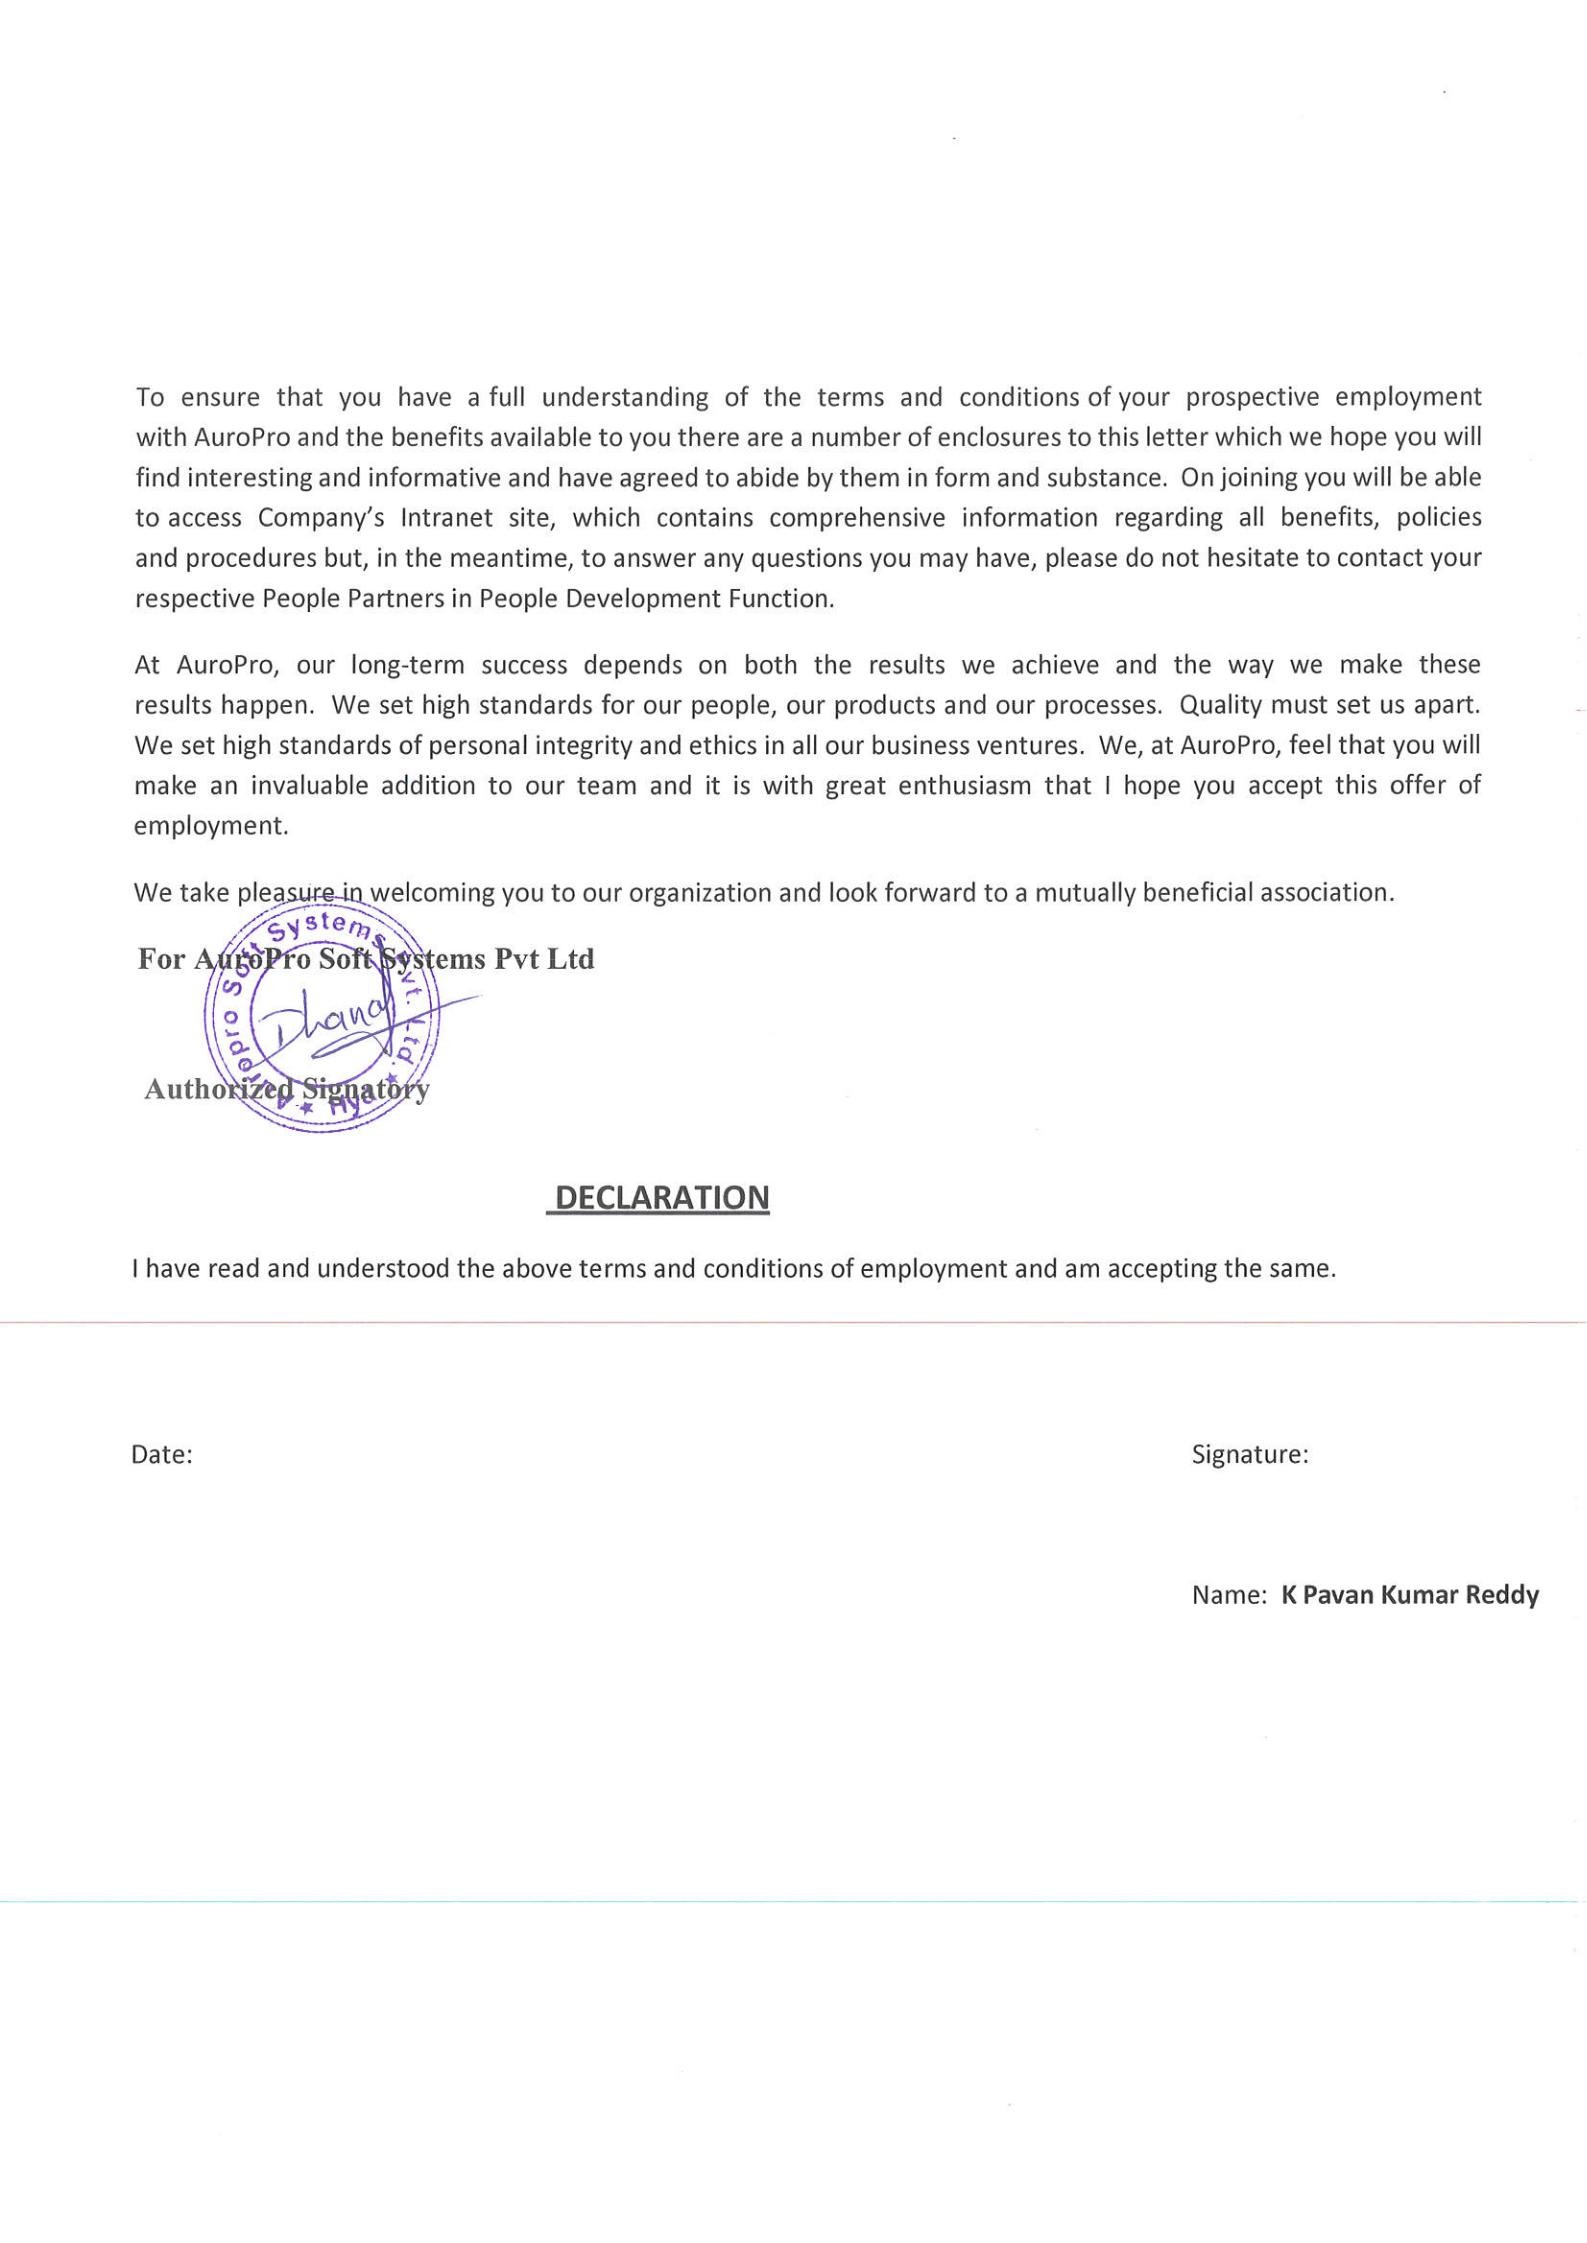 To ensure that you have a full understanding of the terms and conditions of your prospective employment
with AuroPro and the benefits available to you there are a number of enclosures to this letter which we hope you will
find interesting and informative and have agreed to abide by them in form and substance. On joining you will be able
to access Company's Intranet site, which contains comprehensive information regarding all benefits, policies
and procedures but, in the meantime, to answer any questions you may have, please do not hesitate to contact your
respective People Partners in People Development Function.
At AuroPro, our long-term success depends on both the results we achieve and the way we make these
results happen. We set high standards for our people, our products and our processes. Quality must set us apart.
We set high standards of personal integrity and ethics in all our business ventures. We, at AuroPro, feel that you will
make an invaluable addition to our team and it is with great enthusiasm that I hope you accept this offer of
employment.
We take pleasure in welcoming you to our organization and look forward to a mutually beneficial association.
For AuroPro Soft Systems Pvt Ltd
Auropro Soft Systems Pvt. Ltd. ★ Hyd ★
Dhanaj
Authorized Signatory
DECLARATION
I have read and understood the above terms and conditions of employment and am accepting the same.
Date:
Signature:
Name: K Pavan Kumar Reddy